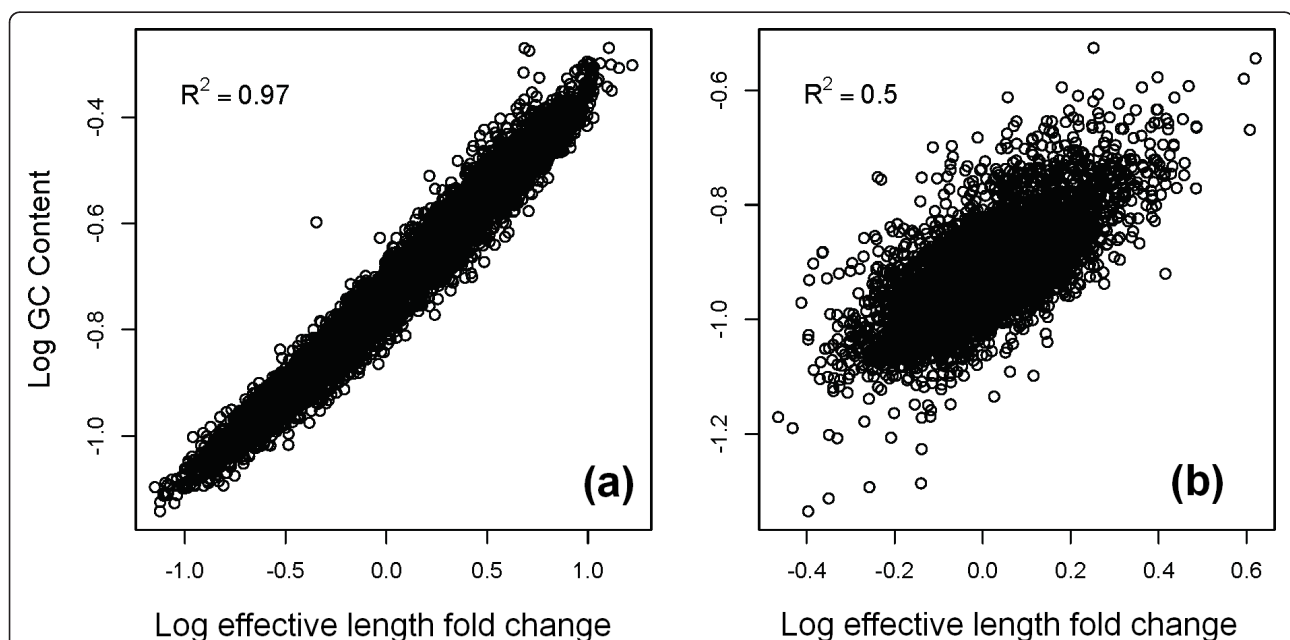 Log GC Content
R² = 0.97
-0.4
-0.6
-0.8
-1.0
(a)
-1.0 -0.5 0.0 0.5 1.0
Log effective length fold change
R² = 0.5
-0.6
-0.8
-1.0
-1.2
(b)
-0.4 -0.2 0.0 0.2 0.4 0.6
Log effective length fold change